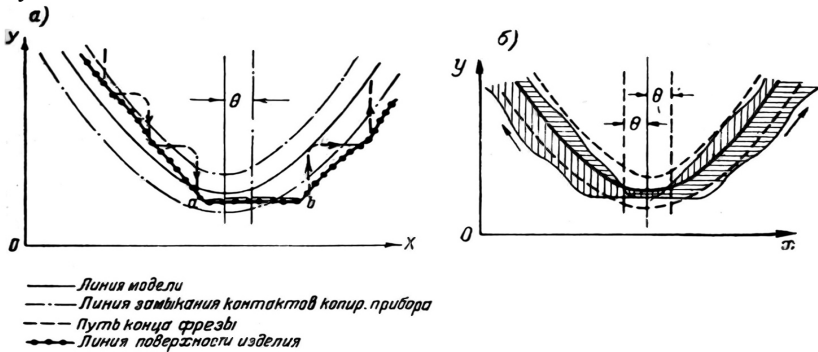 а)
У
θ
a
b
0
X
б)
y
θ
θ
0
x
Линия модели
Линия замыкания контактов копир. прибора
Путь конца фрезы
Линия поверхности изделия